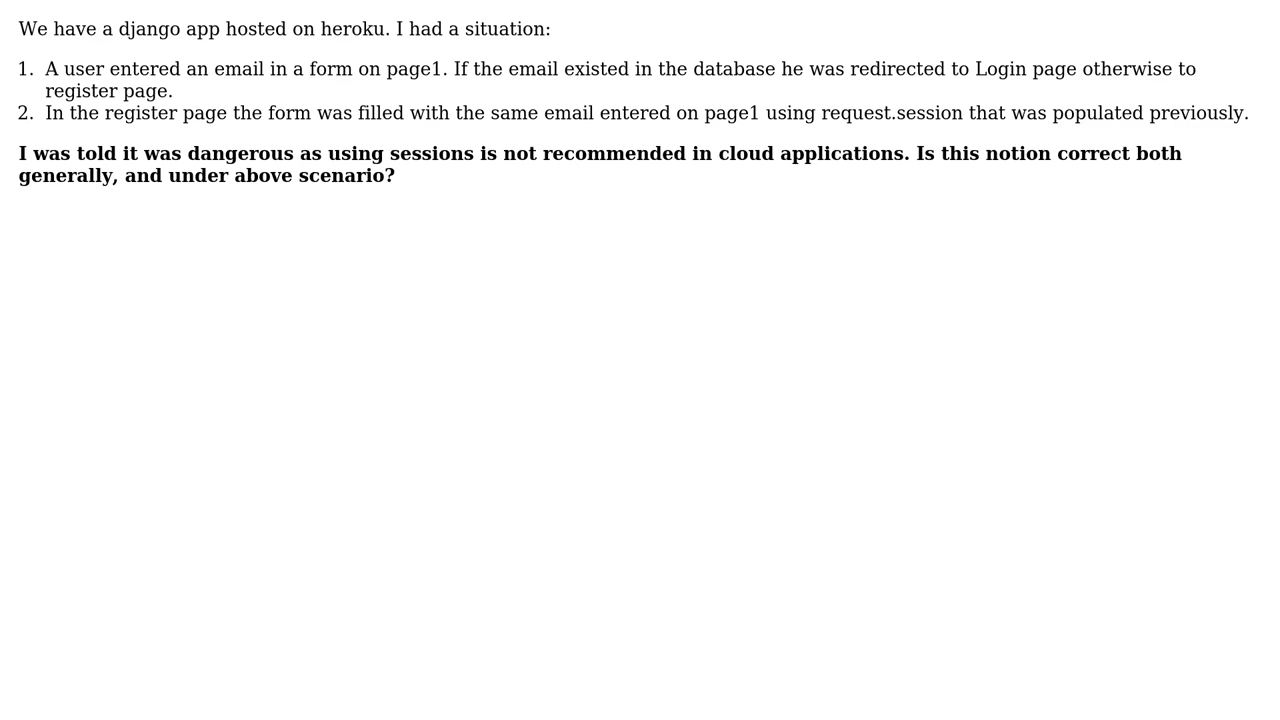 We have a django app hosted on heroku. I had a situation:
1. A user entered an email in a form on page1. If the email existed in the database he was redirected to Login page otherwise to
register page.
2. In the register page the form was filled with the same email entered on page1 using request.session that was populated previously.
I was told it was dangerous as using sessions is not recommended in cloud applications. Is this notion correct both
generally, and under above scenario?